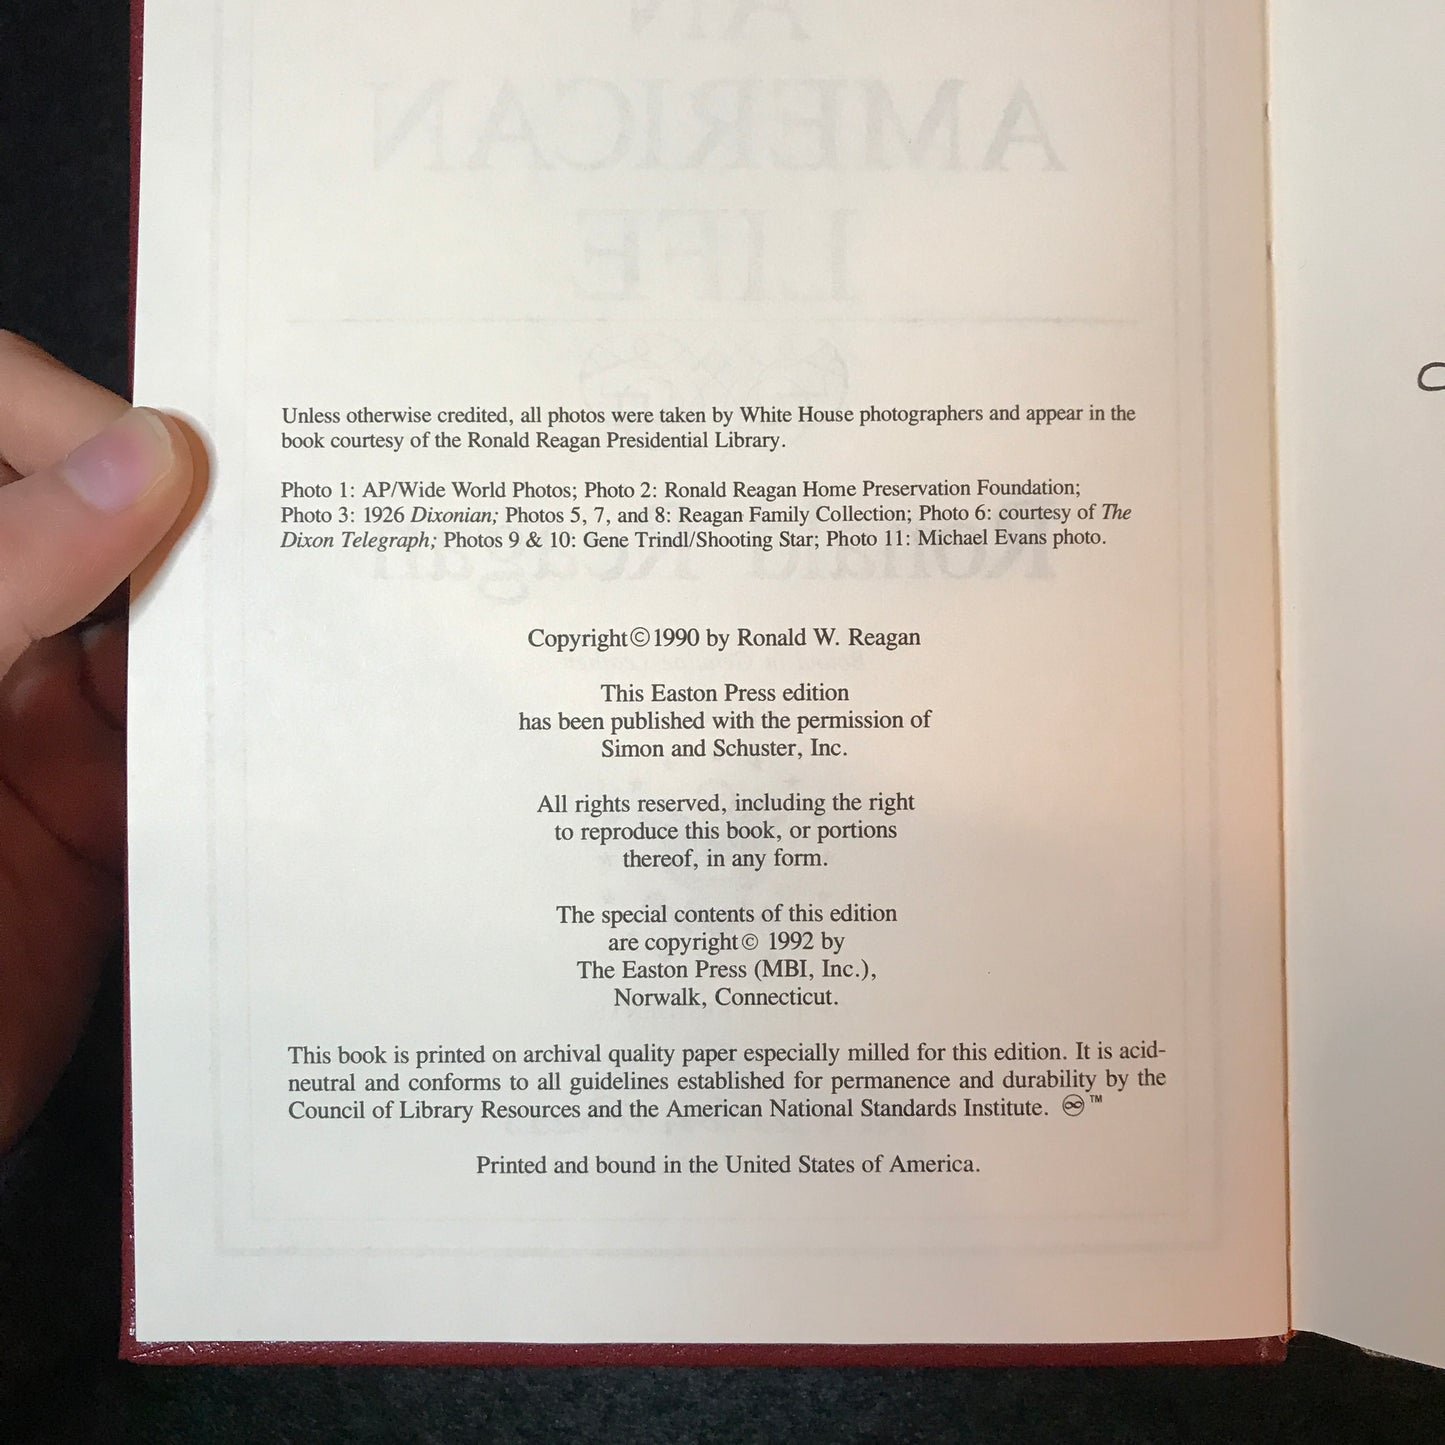 AN
AMERICAN
LIFE
Unless otherwise credited, all photos were taken by White House photographers and appear in the
book courtesy of the Ronald Reagan Presidential Library.
Photo 1: AP/Wide World Photos; Photo 2: Ronald Reagan Home Preservation Foundation;
Photo 3: 1926 Dixonian; Photos 5, 7, and 8: Reagan Family Collection; Photo 6: courtesy of The
Dixon Telegraph; Photos 9 & 10: Gene Trindl/Shooting Star; Photo 11: Michael Evans photo.
Ronald Reagan
Copyright © 1990 by Ronald W. Reagan
This Easton Press edition
has been published with the permission of
Simon and Schuster, Inc.
All rights reserved, including the right
to reproduce this book, or portions
thereof, in any form.
The special contents of this edition
are copyright © 1992 by
The Easton Press (MBI, Inc.),
Norwalk, Connecticut.
This book is printed on archival quality paper especially milled for this edition. It is acid-
neutral and conforms to all guidelines established for permanence and durability by the
Council of Library Resources and the American National Standards Institute. ♾™
Printed and bound in the United States of America.